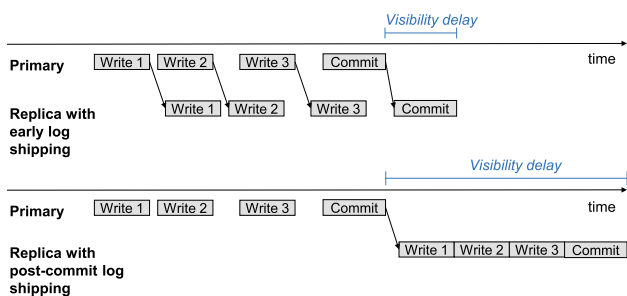 Visibility delay
time
Primary
Write 1
Write 2
Write 3
Commit
Replica with
early log
shipping
Write 1
Write 2
Write 3
Commit
Visibility delay
time
Primary
Write 1
Write 2
Write 3
Commit
Replica with
post-commit log
shipping
Write 1
Write 2
Write 3
Commit